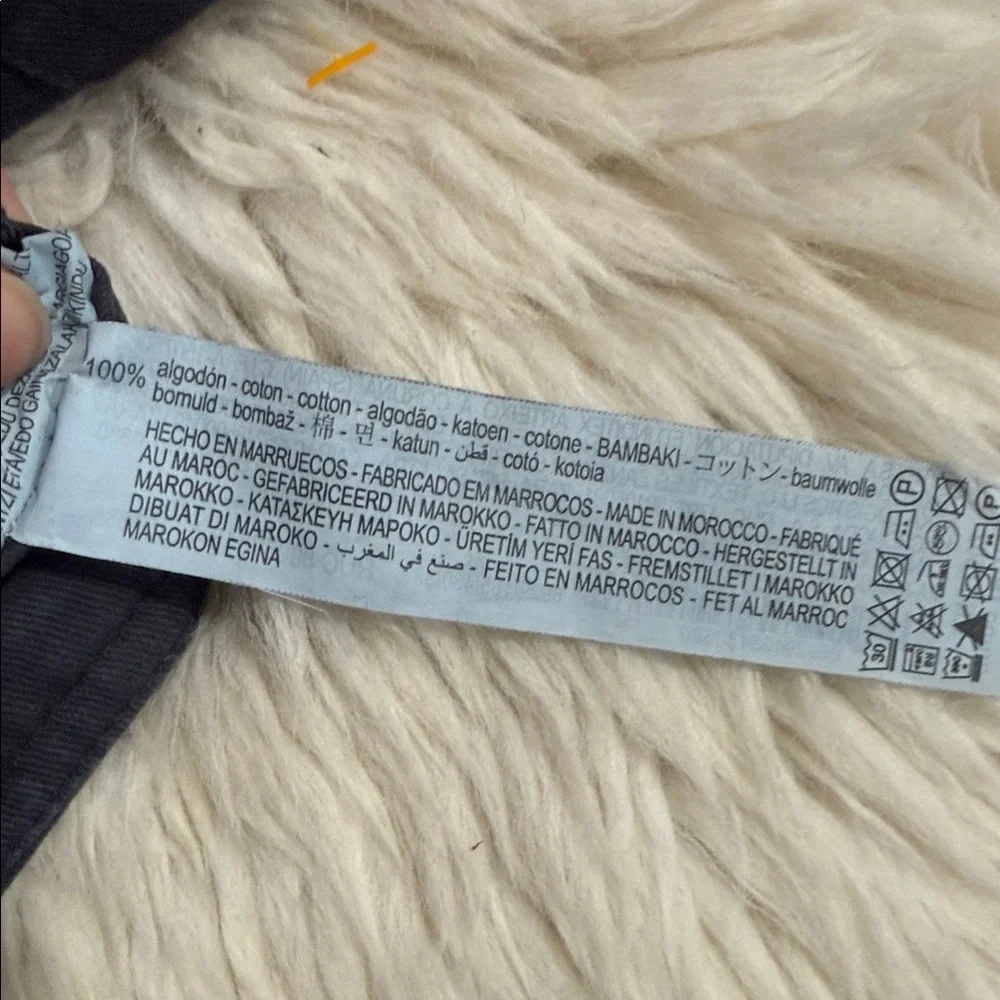 100% algodón - coton - cotton - algodão - katoen - cotone - BAMBAKI - コットン - baumwolle
bomuld - bombaž - 棉 - 면 - katun - قطن - cotó - kotoia
HECHO EN MARRUECOS - FABRICADO EM MARROCOS - MADE IN MOROCCO - FABRIQUÉ
AU MAROC - GEFABRICEERD IN MAROKKO - FATTO IN MAROCCO - HERGESTELLT IN
MAROKKO - ΚΑΤΑΣΚΕΥΗ ΜΑΡΟΚΟ - ÜRETİM YERİ FAS - FREMSTILLET I MAROKKO
DIBUAT DI MAROKO - صنع في المغرب - FEITO EN MARROCOS - FET AL MARROC
MAROKON EGINA
P
30